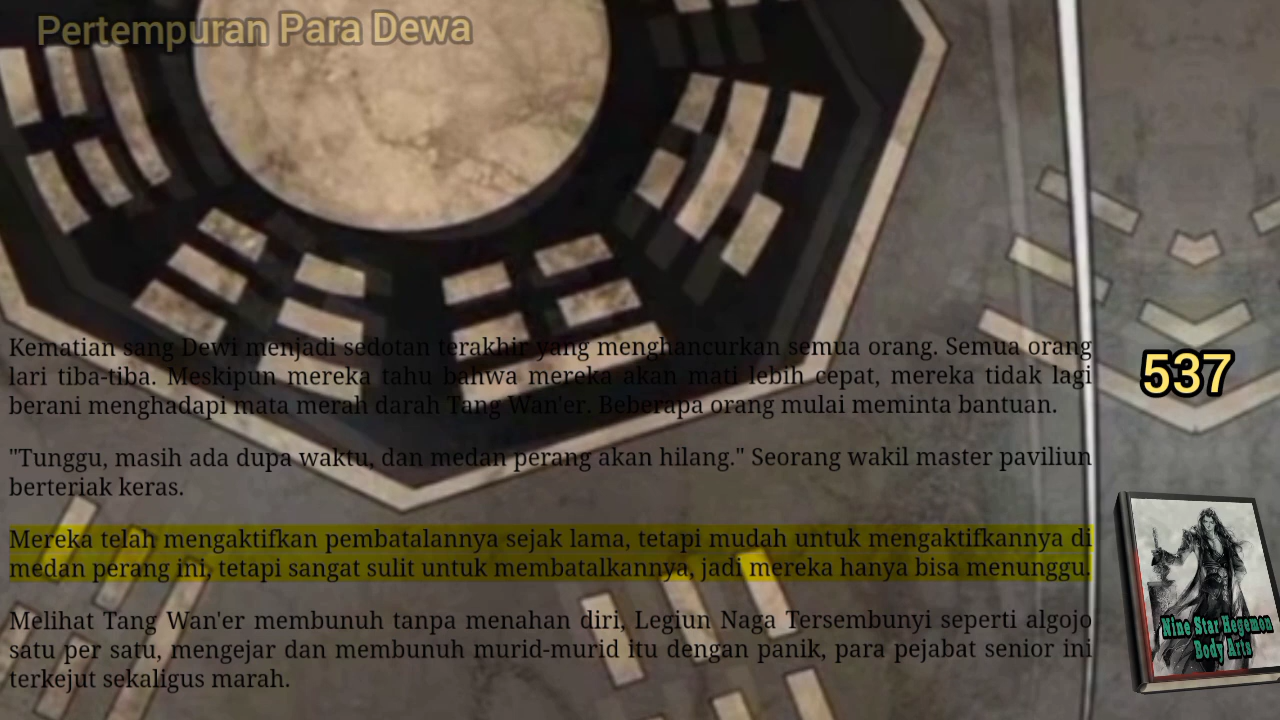 Pertempuran Para Dewa
Kematian sang Dewi menjadi sedotan terakhir yang menghancurkan semua orang. Semua orang
lari tiba-tiba. Meskipun mereka tahu bahwa mereka akan mati lebih cepat, mereka tidak lagi
berani menghadapi mata merah darah Tang Wan'er. Beberapa orang mulai meminta bantuan.
"Tunggu, masih ada dupa waktu, dan medan perang akan hilang." Seorang wakil master paviliun
berteriak keras.
Mereka telah mengaktifkan pembatalannya sejak lama, tetapi mudah untuk mengaktifkannya di
medan perang ini, tetapi sangat sulit untuk membatalkannya, jadi mereka hanya bisa menunggu.
Melihat Tang Wan'er membunuh tanpa menahan diri, Legiun Naga Tersembunyi seperti algojo
satu per satu, mengejar dan membunuh murid-murid itu dengan panik, para pejabat senior ini
terkejut sekaligus marah.
537
Nine Star Hegemon
Body Arts